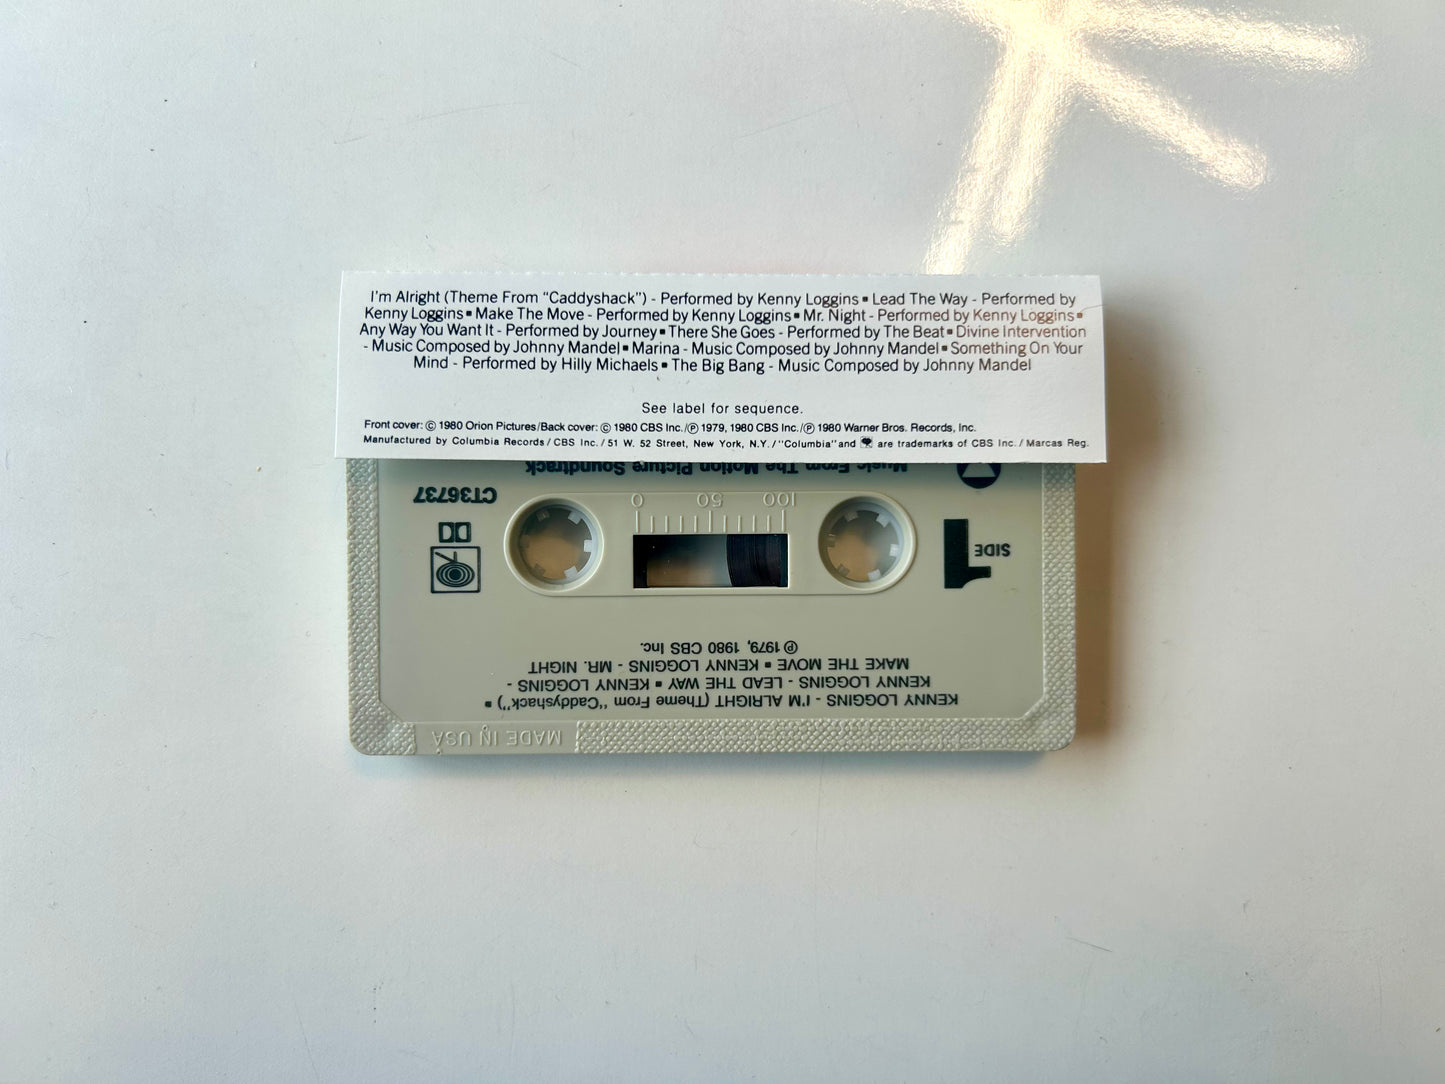 I'm Alright (Theme From "Caddyshack") - Performed by Kenny Loggins ▪ Lead The Way - Performed by
Kenny Loggins ▪ Make The Move - Performed by Kenny Loggins ▪ Mr. Night - Performed by Kenny Loggins ▪
Any Way You Want It - Performed by Journey ▪ There She Goes - Performed by The Beat ▪ Divine Intervention
- Music Composed by Johnny Mandel ▪ Marina - Music Composed by Johnny Mandel ▪ Something On Your
Mind - Performed by Hilly Michaels ▪ The Big Bang - Music Composed by Johnny Mandel
See label for sequence.
Front cover: © 1980 Orion Pictures/Back cover: © 1980 CBS Inc./℗ 1979, 1980 CBS Inc./℗ 1980 Warner Bros. Records, Inc.
Manufactured by Columbia Records/CBS Inc./51 W. 52 Street, New York, N.Y./"Columbia" and are trademarks of CBS Inc./Marcas Reg.
Music From The Motion Picture Soundtrack
CT36737
100 50 0
SIDE
1
℗ 1979, 1980 CBS Inc.
KENNY LOGGINS - I'M ALRIGHT (Theme From "Caddyshack") ▪
KENNY LOGGINS - LEAD THE WAY ▪ KENNY LOGGINS -
MAKE THE MOVE ▪ KENNY LOGGINS - MR. NIGHT
MADE IN USA